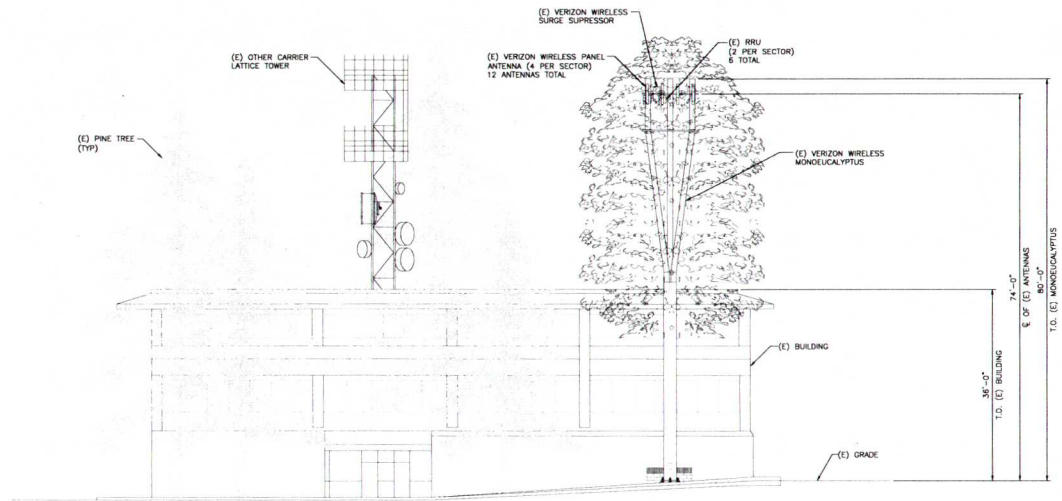 (E) VERIZON WIRELESS
SURGE SUPRESSOR
(E) OTHER CARRIER
LATTICE TOWER
(E) VERIZON WIRELESS PANEL
ANTENNA (4 PER SECTOR)
12 ANTENNAS TOTAL
(E) RRU
(2 PER SECTOR)
6 TOTAL
(E) PINE TREE
(TYP)
(E) VERIZON WIRELESS
MONOEUCALYPTUS
(E) BUILDING
(E) GRADE
36'-0"
T.O. (E) BUILDING
74'-0"
℄ OF (E) ANTENNAS
80'-0"
T.O. (E) MONOEUCALYPTUS